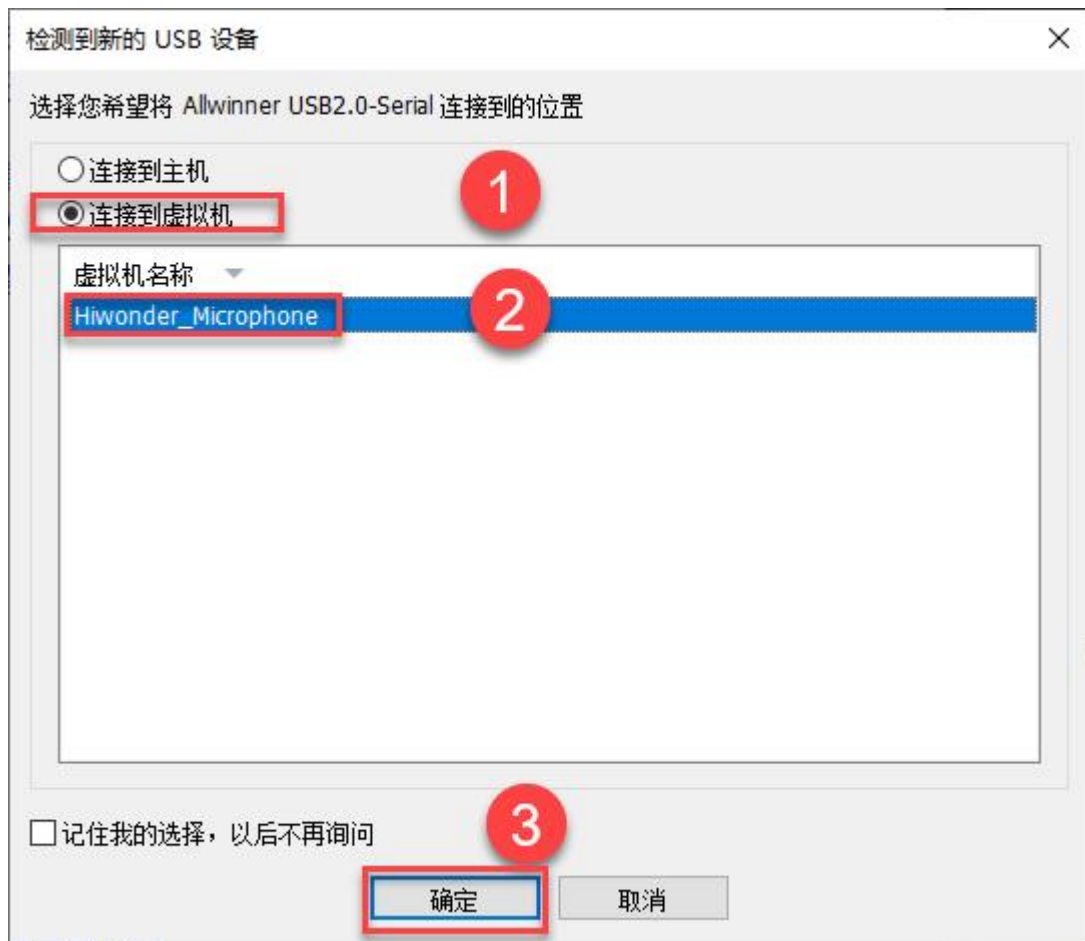 检测到新的 USB 设备
选择您希望将 Allwinner USB2.0-Serial 连接到的位置
连接到主机
1
连接到虚拟机
虚拟机名称
Hiwonder_Microphone
2
记住我的选择，以后不再询问
3
确定 取消